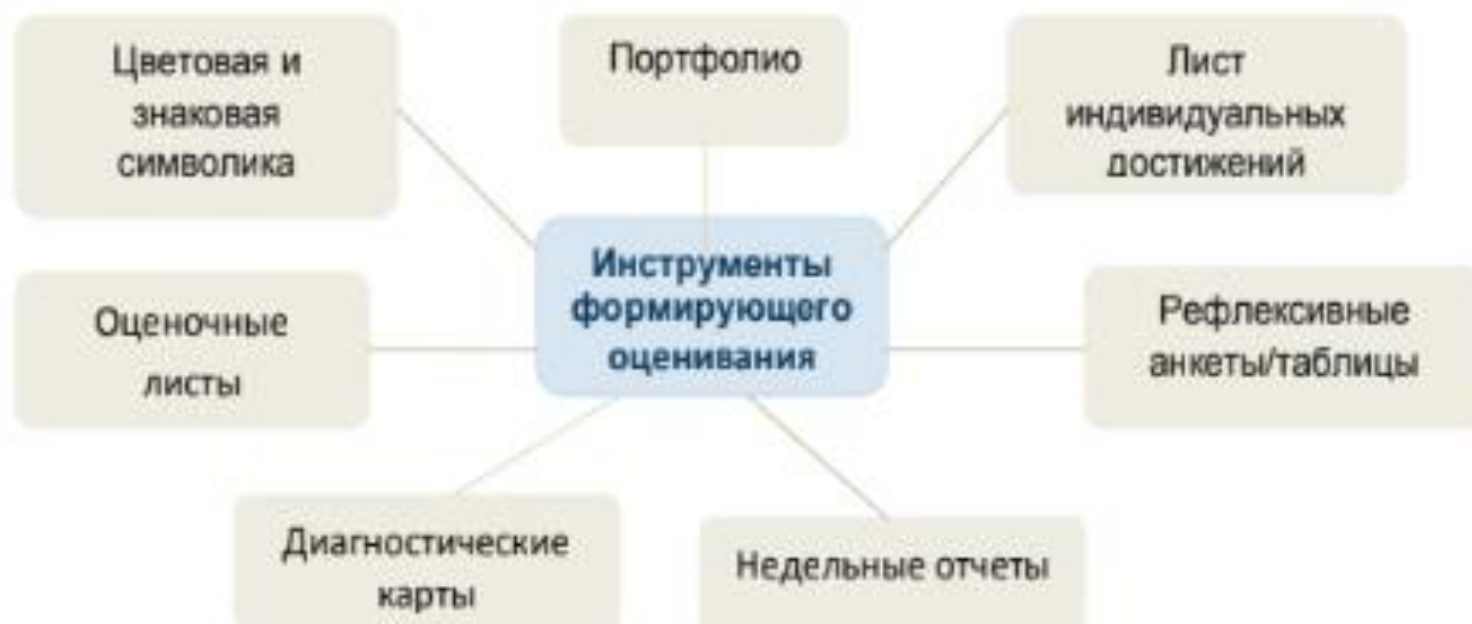 Цветовая и
знаковая
символика
Портфолио
Лист
индивидуальных
достижений
Инструменты
формирующего
оценивания
Оценочные
листы
Рефлексивные
анкеты/таблицы
Диагностические
карты
Недельные отчеты